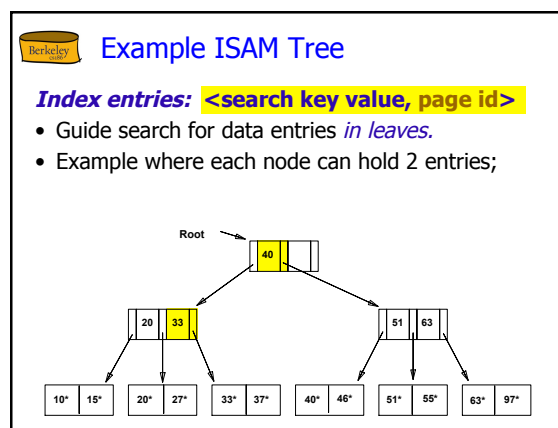 Berkeley
cs186
Example ISAM Tree
Index entries: <search key value, page id>
• Guide search for data entries in leaves.
• Example where each node can hold 2 entries;
Root
40
20 33 51 63
10* 15* 20* 27* 33* 37* 40* 46* 51* 55* 63* 97*